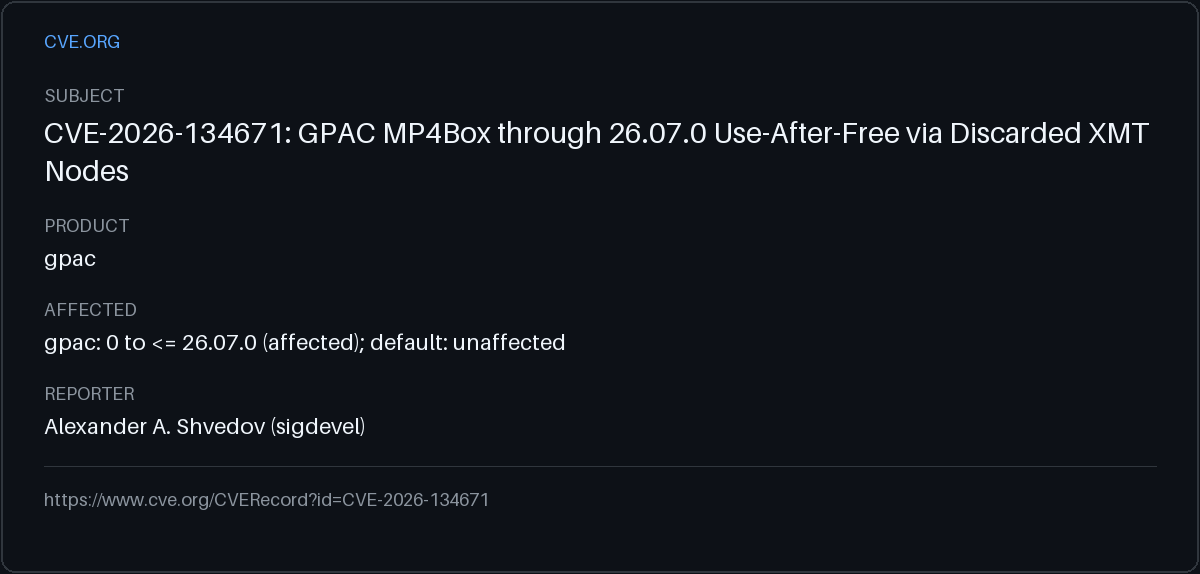 CVE.ORG
SUBJECT
CVE-2026-134671: GPAC MP4Box through 26.07.0 Use-After-Free via Discarded XMT
Nodes
PRODUCT
gpac
AFFECTED
gpac: 0 to <= 26.07.0 (affected); default: unaffected
REPORTER
Alexander A. Shvedov (sigdevel)
https://www.cve.org/CVERecord?id=CVE-2026-134671